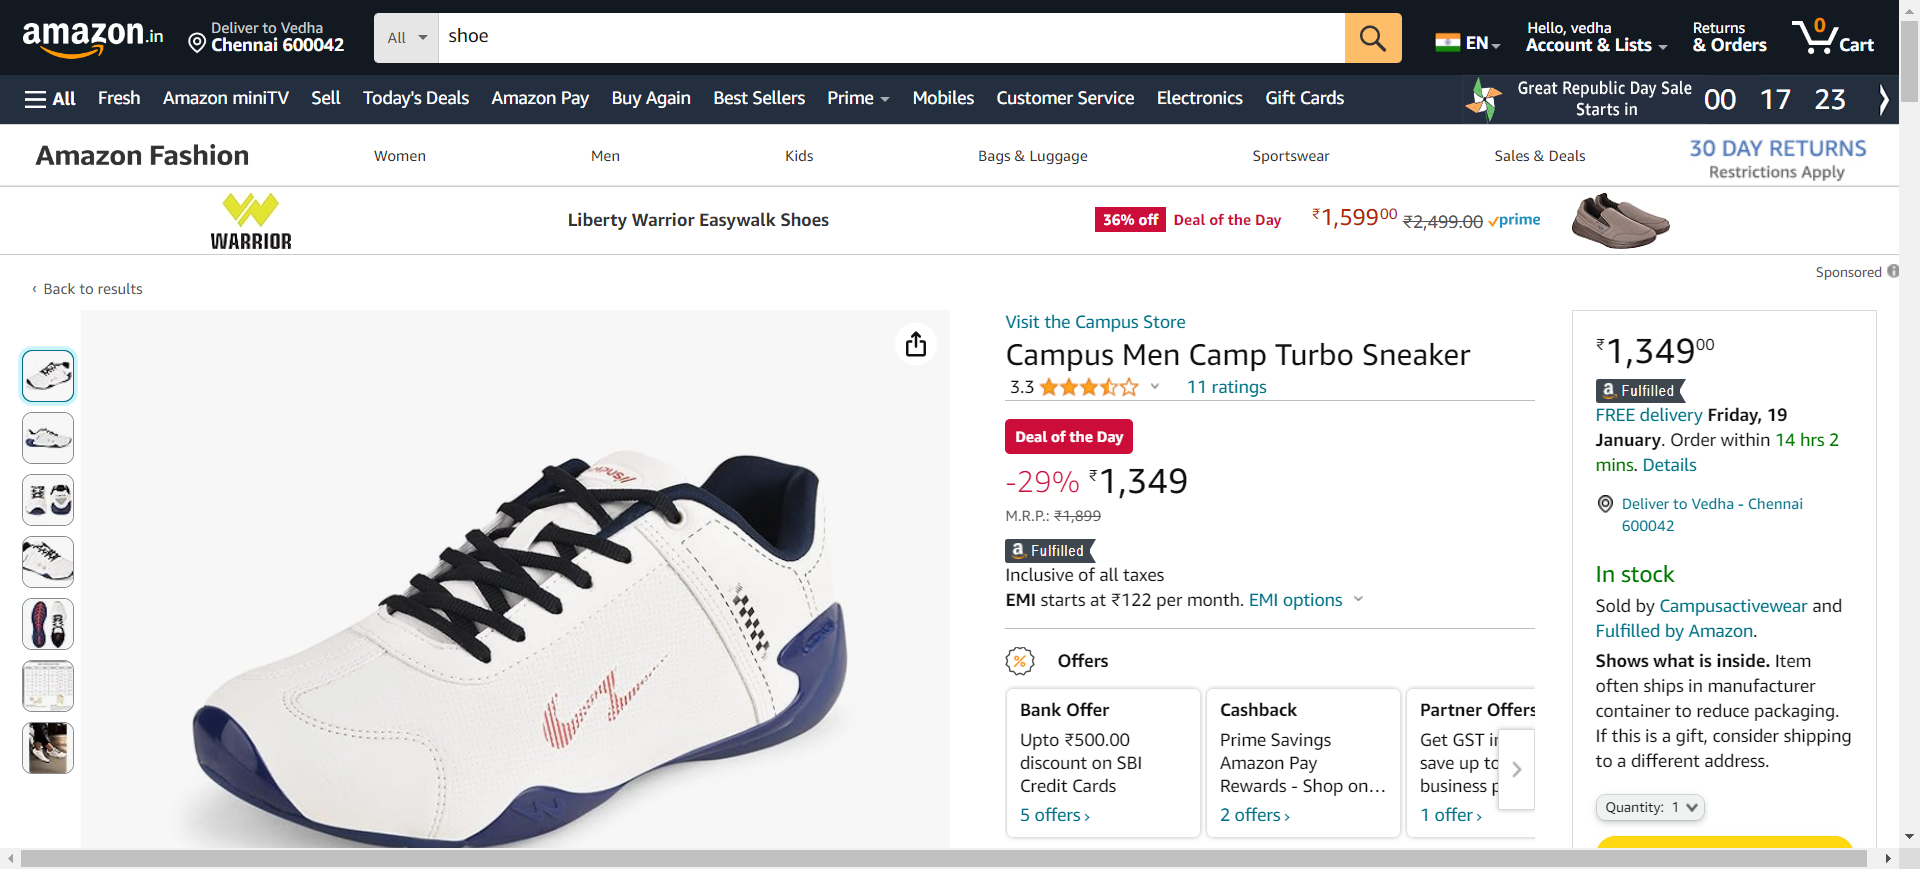 amazon.in
Deliver to Vedha
Chennai 600042
All
shoe
EN
Hello, vedha
Account & Lists
Returns
& Orders
0
Cart
All
Fresh
Amazon miniTV
Sell
Today's Deals
Amazon Pay
Buy Again
Best Sellers
Prime
Mobiles
Customer Service
Electronics
Gift Cards
Great Republic Day Sale
Starts in
00 17 23
Amazon Fashion
Women
Men
Kids
Bags & Luggage
Sportswear
Sales & Deals
30 DAY RETURNS
Restrictions Apply
WARRIOR
Liberty Warrior Easywalk Shoes
36% off
Deal of the Day
₹1,59900
₹2,499.00
prime
Sponsored
‹ Back to results
Visit the Campus Store
Campus Men Camp Turbo Sneaker
3.3
11 ratings
Deal of the Day
-29% ₹1,349
M.R.P.: ₹1,899
a Fulfilled
Inclusive of all taxes
EMI starts at ₹122 per month. EMI options
% Offers
Bank Offer
Upto ₹500.00
discount on SBI
Credit Cards
5 offers ›
Cashback
Prime Savings
Amazon Pay
Rewards - Shop on…
2 offers ›
Partner Offers
Get GST
save up to
business
1 offer ›
₹1,34900
a Fulfilled
FREE delivery Friday, 19
January. Order within 14 hrs 2
mins. Details
Deliver to Vedha - Chennai
600042
In stock
Sold by Campusactivewear and
Fulfilled by Amazon.
Shows what is inside. Item
often ships in manufacturer
container to reduce packaging.
If this is a gift, consider shipping
to a different address.
Quantity: 1